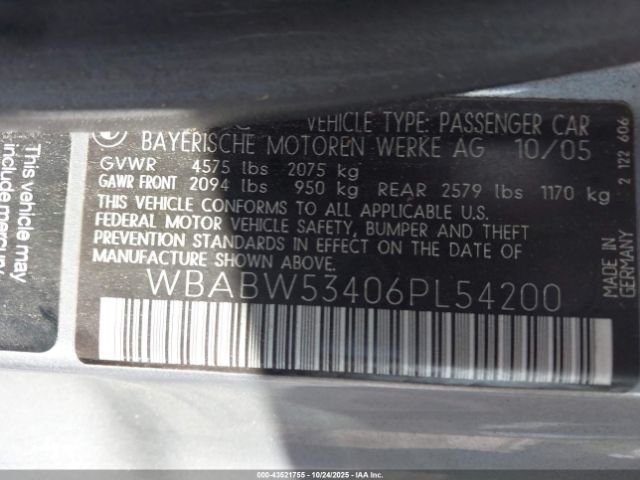 VEHICLE TYPE: PASSENGER CAR
BAYERISCHE MOTOREN WERKE AG 10/05
GVWR 4575 lbs 2075 kg
GAWR FRONT 2094 lbs 950 kg REAR 2579 lbs 1170 kg
THIS VEHICLE CONFORMS TO ALL APPLICABLE U.S.
FEDERAL MOTOR VEHICLE SAFETY, BUMPER AND THEFT
PREVENTION STANDARDS IN EFFECT ON THE DATE OF
MANUFACTURE SHOWN ABOVE.
WBABW53406PL54200
MADE IN GERMANY
2 122 606
This vehicle may
include mercury
000-43521755 - 10/24/2025 - IAAI.COM